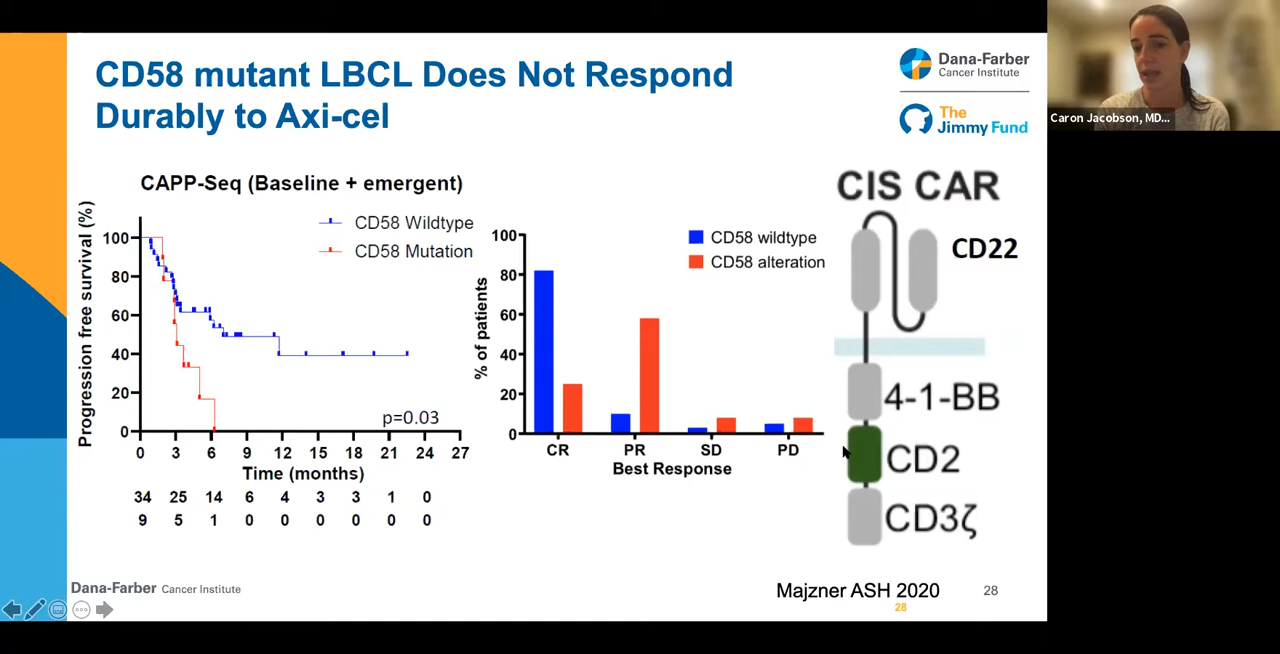 CD58 mutant LBCL Does Not Respond
Durably to Axi-cel
Dana-Farber
Cancer Institute
The
Jimmy Fund
Caron Jacobson, MD...
CAPP-Seq (Baseline + emergent)
CD58 Wildtype
CD58 Mutation
Progression free survival (%)
100
80
60
40
20
0
p=0.03
0 3 6 9 12 15 18 21 24 27
Time (months)
34 25 14 6 4 3 3 1 0
9 5 1 0 0 0 0 0 0
CD58 wildtype
CD58 alteration
% of patients
100
80
60
40
20
0
CR PR SD PD
Best Response
CIS CAR
CD22
4-1-BB
CD2
CD3ζ
Dana-Farber Cancer Institute
Majzner ASH 2020
28
28